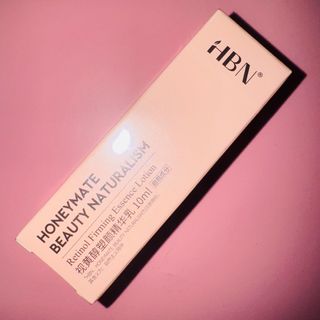 HBN®
HONEYMATE
BEAUTY NATURALISM
Retinol Firming Essence Lotion
视黄醇塑颜精华乳 10ml